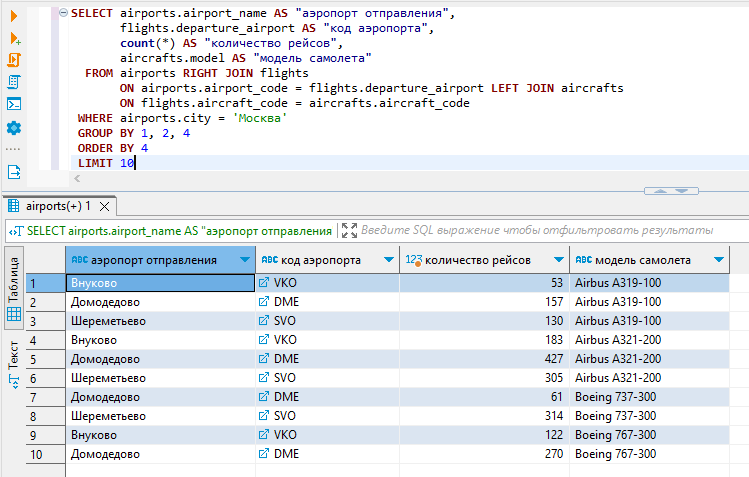 SELECT airports.airport_name AS "аэропорт отправления",
flights.departure_airport AS "код аэропорта",
count(*) AS "количество рейсов",
aircrafts.model AS "модель самолета"
FROM airports RIGHT JOIN flights
ON airports.airport_code = flights.departure_airport LEFT JOIN aircrafts
ON flights.aircraft_code = aircrafts.aircraft_code
WHERE airports.city = 'Москва'
GROUP BY 1, 2, 4
ORDER BY 4
LIMIT 10
airports(+) 1
SELECT airports.airport_name AS "аэропорт отправления
Введите SQL выражение чтобы отфильтровать результаты
Таблица
Текст
ABC аэропорт отправления ABC код аэропорта 123 количество рейсов ABC модель самолета
1 Внуково VKO 53 Airbus A319-100
2 Домодедово DME 157 Airbus A319-100
3 Шереметьево SVO 130 Airbus A319-100
4 Внуково VKO 183 Airbus A321-200
5 Домодедово DME 427 Airbus A321-200
6 Шереметьево SVO 305 Airbus A321-200
7 Домодедово DME 61 Boeing 737-300
8 Шереметьево SVO 314 Boeing 737-300
9 Внуково VKO 122 Boeing 767-300
10 Домодедово DME 270 Boeing 767-300